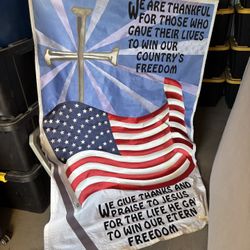 WE ARE THANKFUL
FOR THOSE WHO
GAVE THEIR LIVES
TO WIN OUR
COUNTRY'S
FREEDOM
WE GIVE THANKS AND
PRAISE TO JESUS
FOR THE LIFE HE GA
TO WIN OUR ETERN
FREEDOM